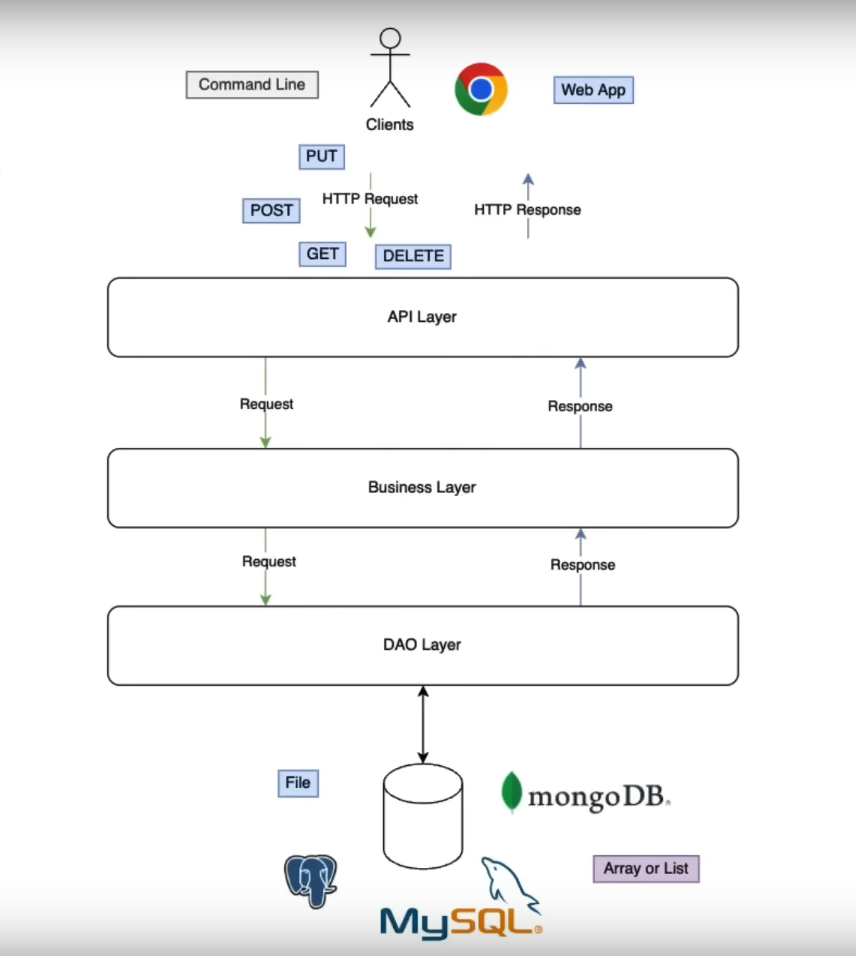 Command Line
Web App
Clients
PUT
HTTP Request
POST
HTTP Response
GET
DELETE
API Layer
Request
Response
Business Layer
Request
Response
DAO Layer
File
mongoDB®
Array or List
MySQL®